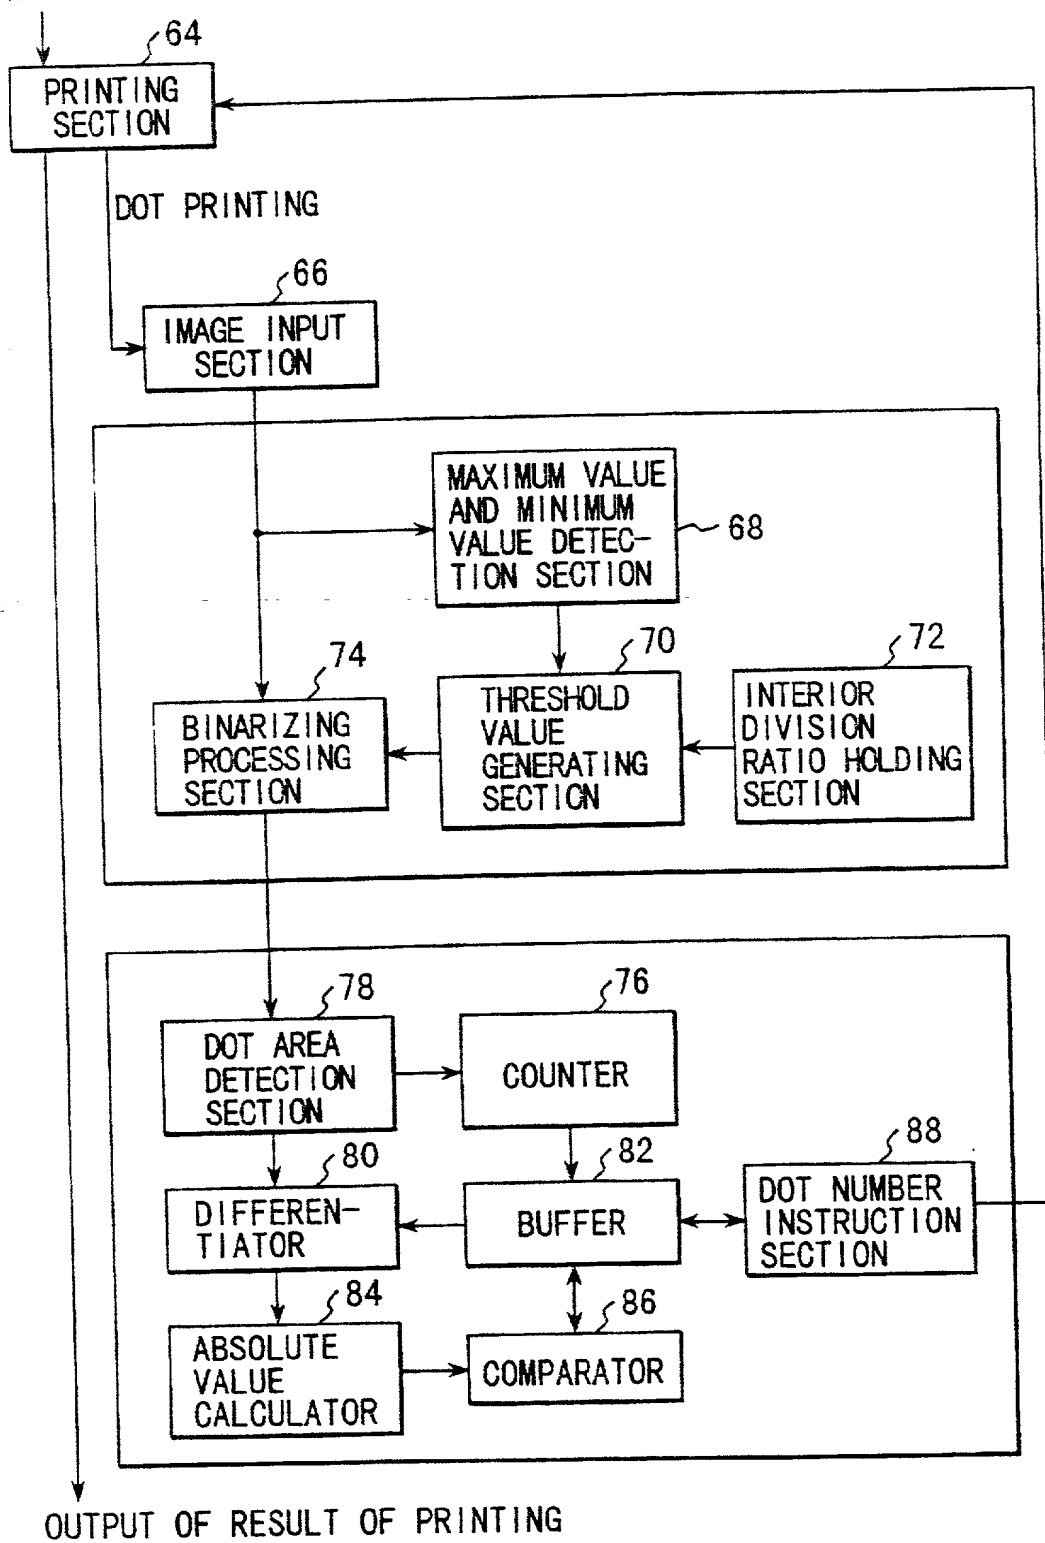 64
PRINTING
SECTION
DOT PRINTING
66
IMAGE INPUT
SECTION
MAXIMUM VALUE
AND MINIMUM
VALUE DETEC-
TION SECTION
68
70
THRESHOLD
VALUE
GENERATING
SECTION
72
INTERIOR
DIVISION
RATIO HOLDING
SECTION
74
BINARIZING
PROCESSING
SECTION
78
DOT AREA
DETECTION
SECTION
76
COUNTER
80
DIFFEREN-
TIATOR
82
BUFFER
88
DOT NUMBER
INSTRUCTION
SECTION
84
ABSOLUTE
VALUE
CALCULATOR
86
COMPARATOR
OUTPUT OF RESULT OF PRINTING